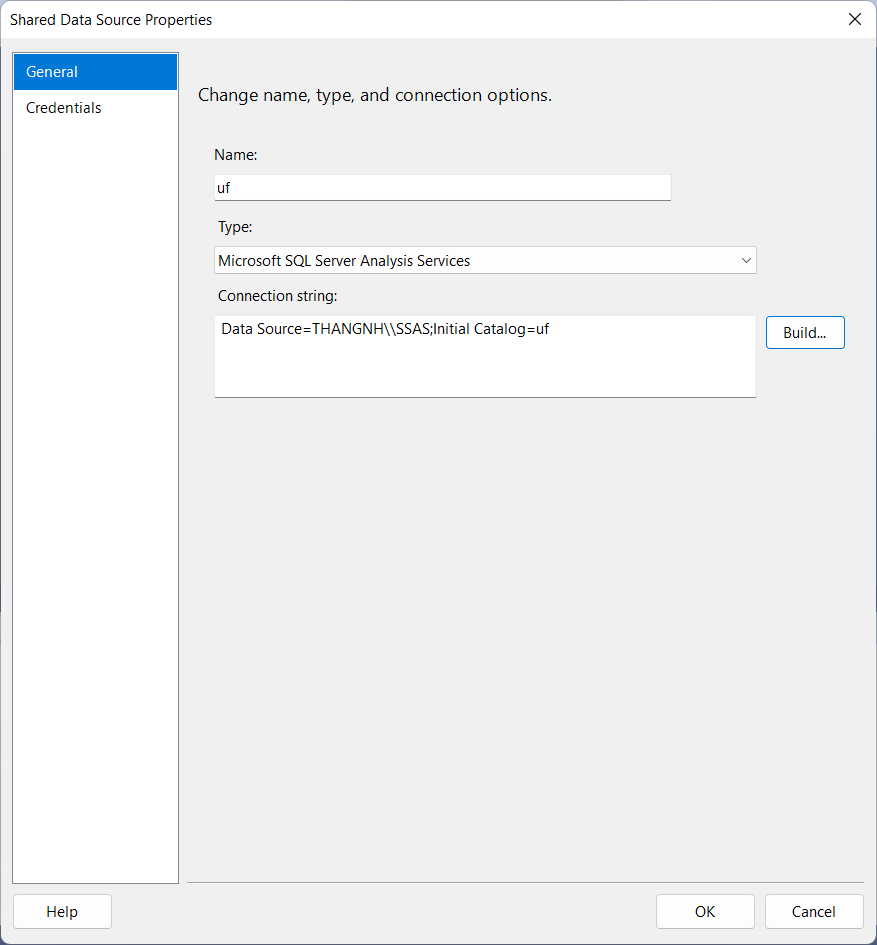 Shared Data Source Properties
General
Credentials
Change name, type, and connection options.
Name:
uf
Type:
Microsoft SQL Server Analysis Services
Connection string:
Data Source=THANGNH\\SSAS;Initial Catalog=uf
Build...
Help
OK
Cancel